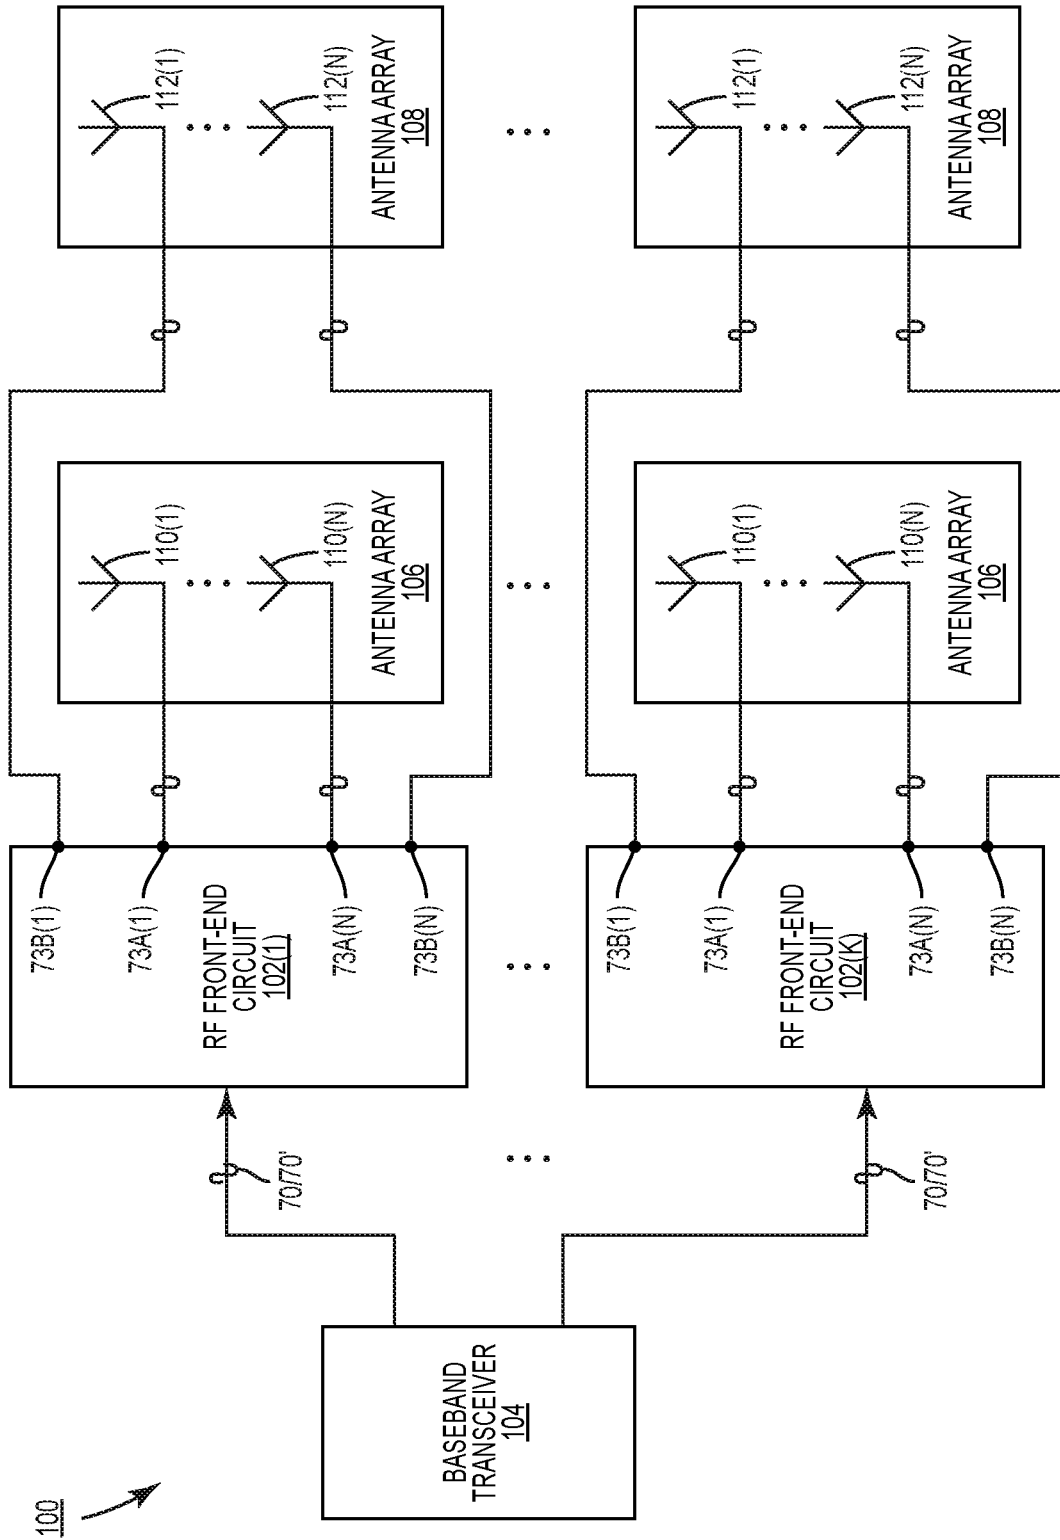 100
BASEBAND
TRANSCEIVER
104
70/70'
70/70'
RF FRONT-END
CIRCUIT
102(1)
73B(1)
73A(1)
73A(N)
73B(N)
RF FRONT-END
CIRCUIT
102(K)
73B(1)
73A(1)
73A(N)
73B(N)
110(1)
110(N)
ANTENNA ARRAY
106
110(1)
110(N)
ANTENNA ARRAY
106
112(1)
112(N)
ANTENNA ARRAY
108
112(1)
112(N)
ANTENNA ARRAY
108